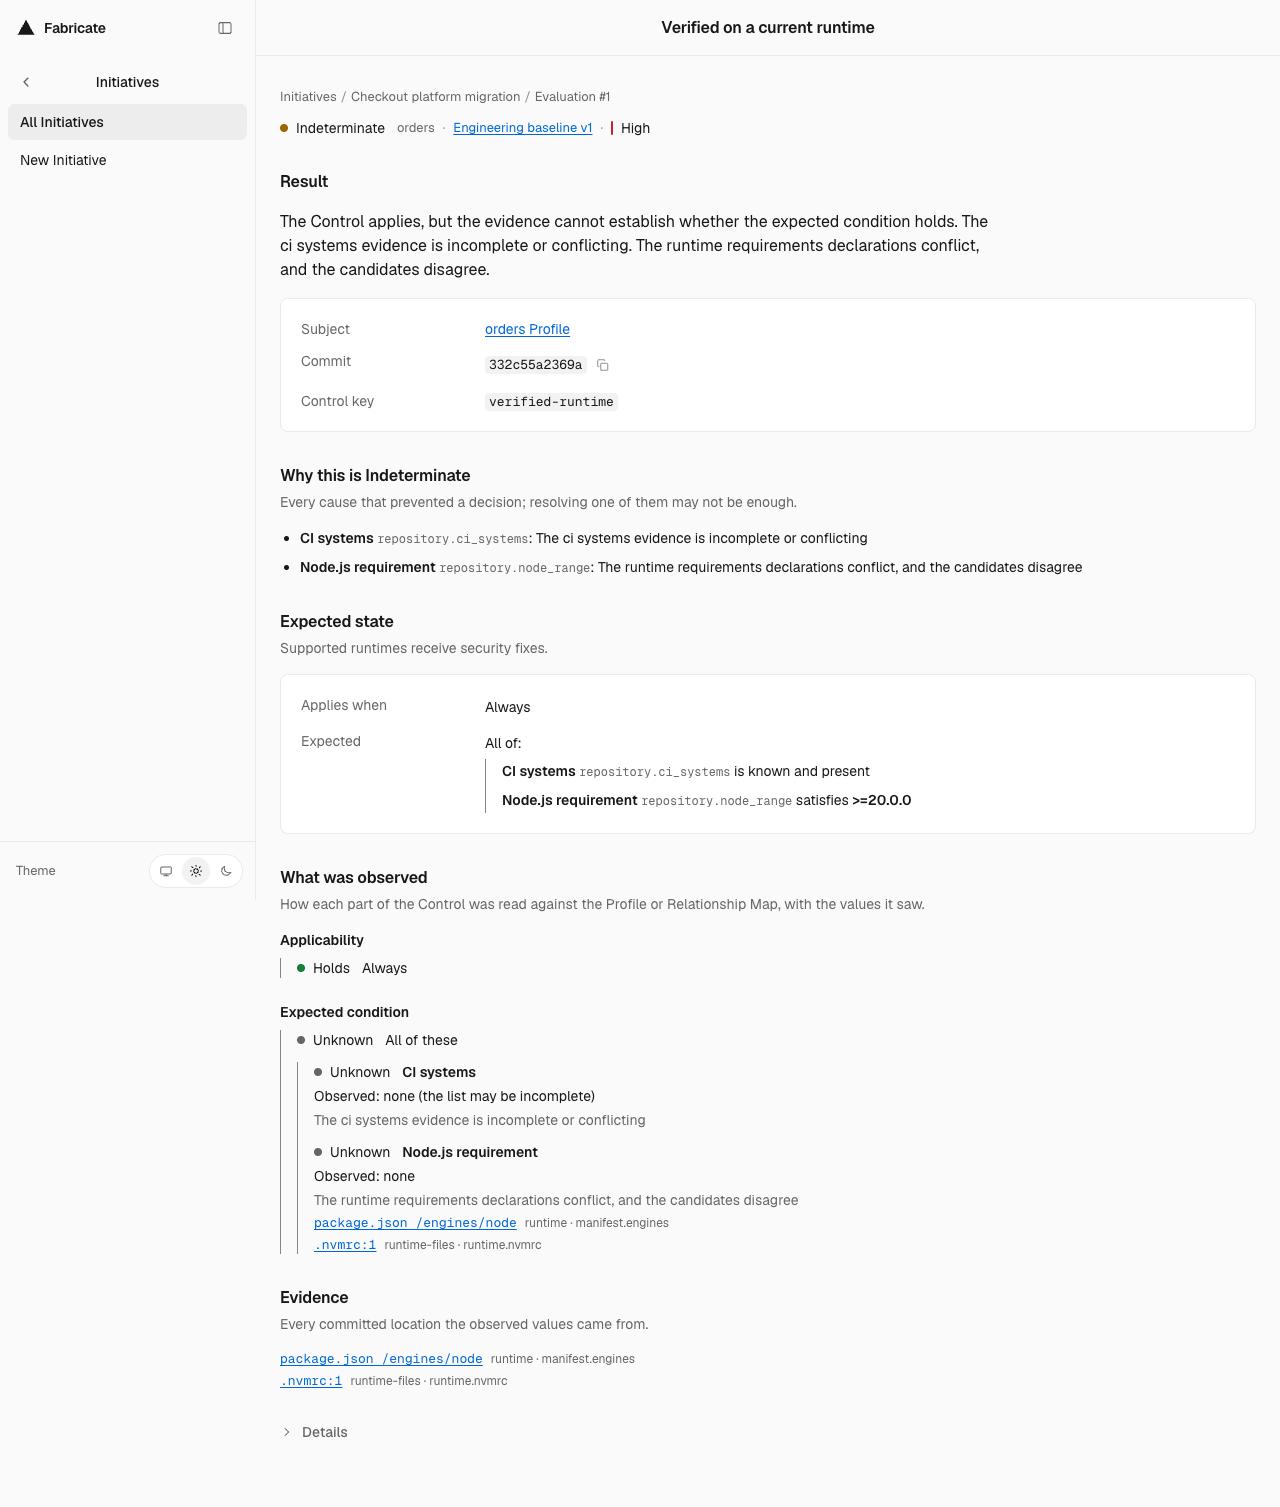 Fabricate
Verified on a current runtime
Initiatives
All Initiatives
New Initiative
Initiatives / Checkout platform migration / Evaluation #1
Indeterminate orders · Engineering baseline v1 · High
Result
The Control applies, but the evidence cannot establish whether the expected condition holds. The
ci systems evidence is incomplete or conflicting. The runtime requirements declarations conflict,
and the candidates disagree.
Subject orders Profile
Commit 332c55a2369a
Control key verified-runtime
Why this is Indeterminate
Every cause that prevented a decision; resolving one of them may not be enough.
• CI systems repository.ci_systems: The ci systems evidence is incomplete or conflicting
• Node.js requirement repository.node_range: The runtime requirements declarations conflict, and the candidates disagree
Expected state
Supported runtimes receive security fixes.
Applies when Always
Expected All of:
CI systems repository.ci_systems is known and present
Node.js requirement repository.node_range satisfies >=20.0.0
Theme
What was observed
How each part of the Control was read against the Profile or Relationship Map, with the values it saw.
Applicability
Holds Always
Expected condition
Unknown All of these
Unknown CI systems
Observed: none (the list may be incomplete)
The ci systems evidence is incomplete or conflicting
Unknown Node.js requirement
Observed: none
The runtime requirements declarations conflict, and the candidates disagree
package.json /engines/node runtime · manifest.engines
.nvmrc:1 runtime-files · runtime.nvmrc
Evidence
Every committed location the observed values came from.
package.json /engines/node runtime · manifest.engines
.nvmrc:1 runtime-files · runtime.nvmrc
Details